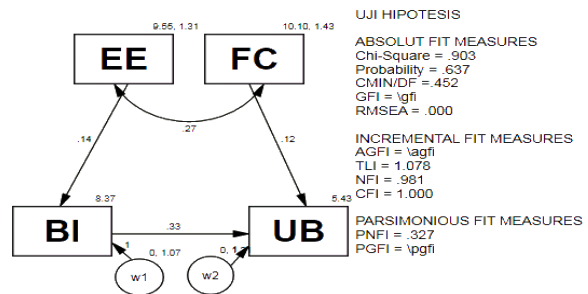 9.55, 1.31
10.10, 1.43
EE
FC
.27
.14
.12
8.37
5.43
BI
.33
UB
1
0, 1.07
0,
w1
w2
UJI HIPOTESIS
ABSOLUT FIT MEASURES
Chi-Square = .903
Probability = .637
CMIN/DF =.452
GFI = \gfi
RMSEA = .000
INCREMENTAL FIT MEASURES
AGFI = \agfi
TLI = 1.078
NFI = .981
CFI = 1.000
PARSIMONIOUS FIT MEASURES
PNFI = .327
PGFI = \pgfi